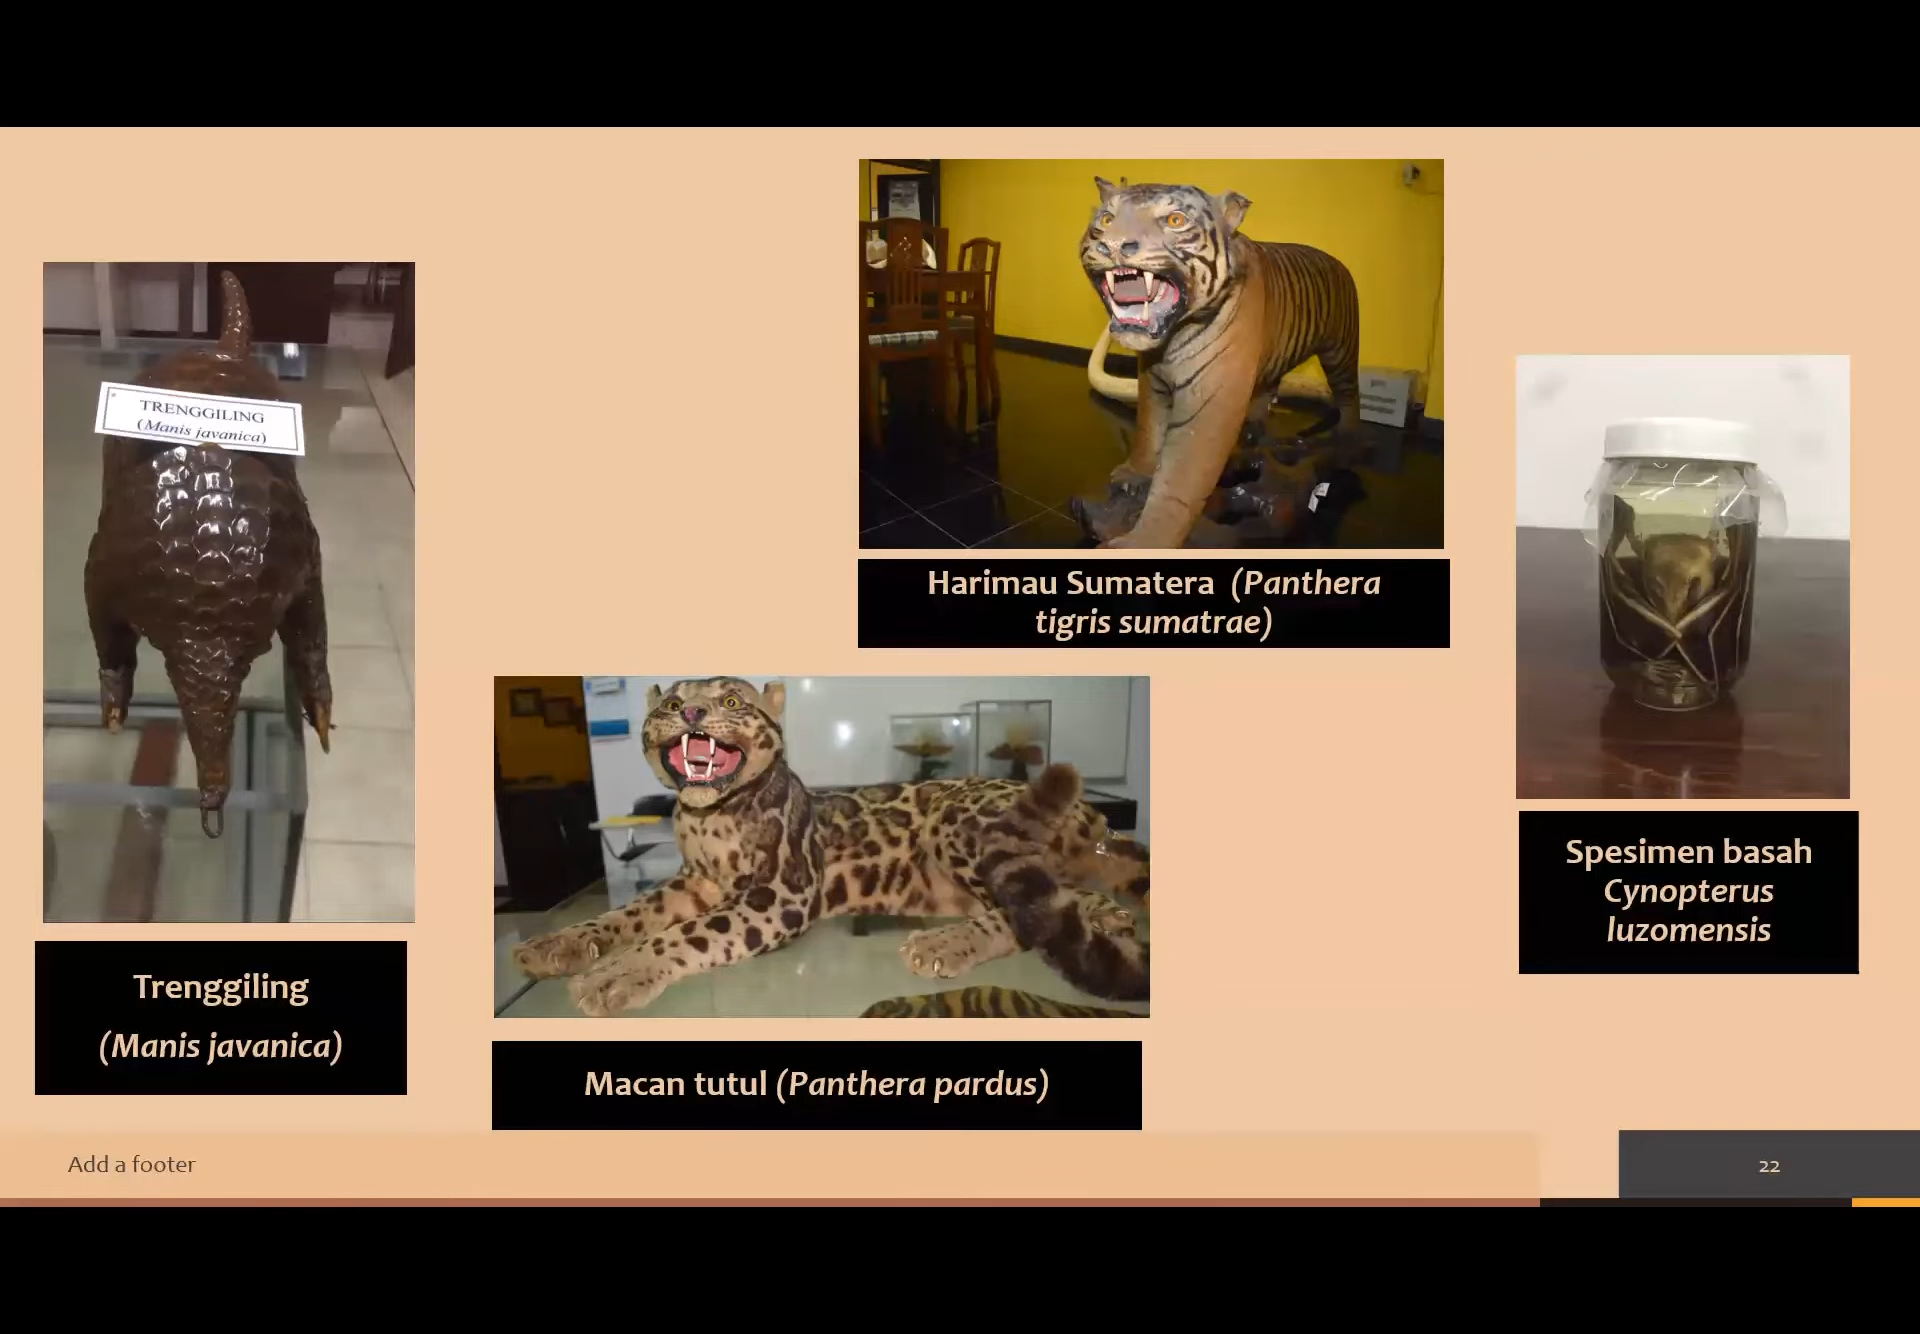 TRENGGILING
(Manis javanica)
Trenggiling
(Manis javanica)
Harimau Sumatera (Panthera
tigris sumatrae)
Macan tutul (Panthera pardus)
Spesimen basah
Cynopterus
luzomensis
Add a footer
22